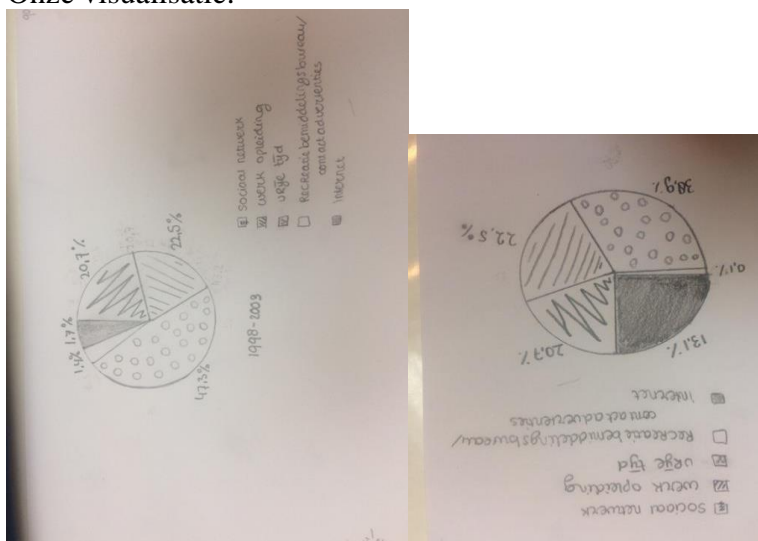 Onze visualisatie:
20,7%
22,5%
1,4% 1,7%
47,3%
1998-2003
sociaal netwerk
werk opleiding
vrije tijd
Recreatie bemiddelingsbureau/
contactadvertenties
internet
38,9%
22,5%
0,1%
20,7%
13,1%
sociaal netwerk
werk opleiding
vrije tijd
Recreatie bemiddelingsbureau/
contactadvertenties
internet